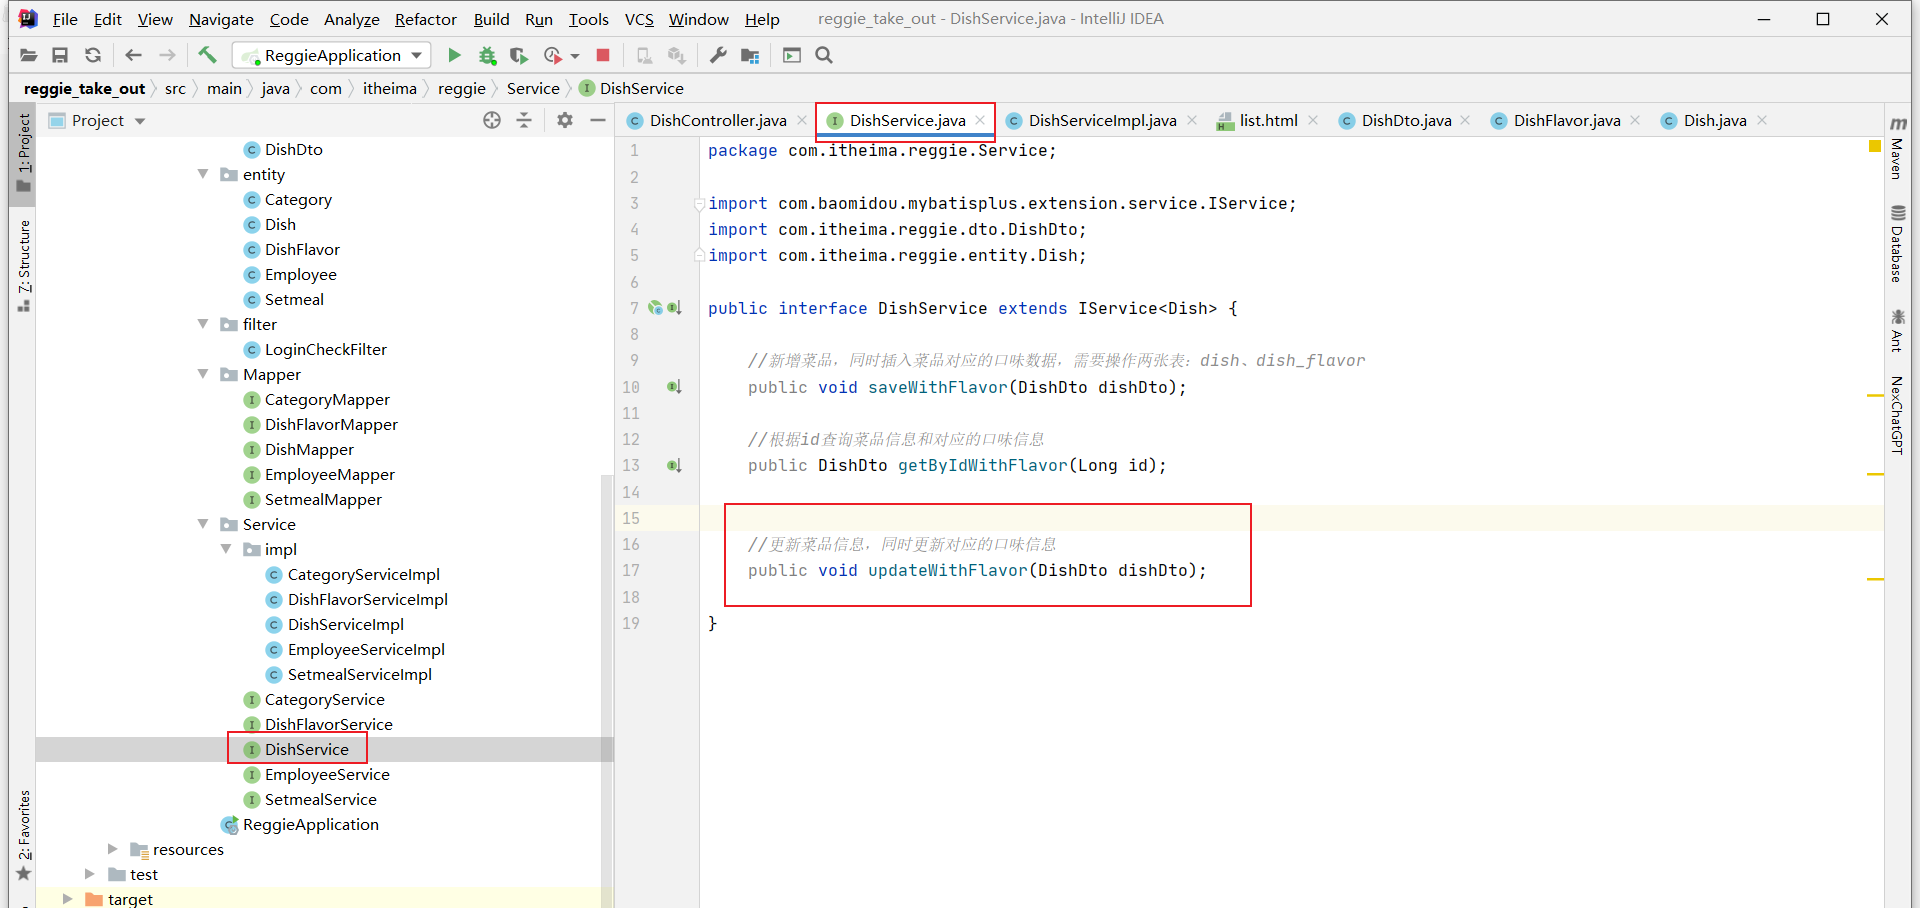 File Edit View Navigate Code Analyze Refactor Build Run Tools VCS Window Help reggie_take_out - DishService.java - IntelliJ IDEA
ReggieApplication
reggie_take_out src main java com itheima reggie Service DishService
Project
DishController.java DishService.java DishServiceImpl.java list.html DishDto.java DishFlavor.java Dish.java
1: Project
7: Structure
2: Favorites
DishDto
entity
Category
Dish
DishFlavor
Employee
Setmeal
filter
LoginCheckFilter
Mapper
CategoryMapper
DishFlavorMapper
DishMapper
EmployeeMapper
SetmealMapper
Service
impl
CategoryServiceImpl
DishFlavorServiceImpl
DishServiceImpl
EmployeeServiceImpl
SetmealServiceImpl
CategoryService
DishFlavorService
DishService
EmployeeService
SetmealService
ReggieApplication
resources
test
target
1 package com.itheima.reggie.Service;
2
3 import com.baomidou.mybatisplus.extension.service.IService;
4 import com.itheima.reggie.dto.DishDto;
5 import com.itheima.reggie.entity.Dish;
6
7 public interface DishService extends IService<Dish> {
8
9 //新增菜品，同时插入菜品对应的口味数据，需要操作两张表：dish、dish_flavor
10 public void saveWithFlavor(DishDto dishDto);
11
12 //根据id查询菜品信息和对应的口味信息
13 public DishDto getByIdWithFlavor(Long id);
14
15
16 //更新菜品信息，同时更新对应的口味信息
17 public void updateWithFlavor(DishDto dishDto);
18
19 }
Maven
Database
Ant
NexChatGPT